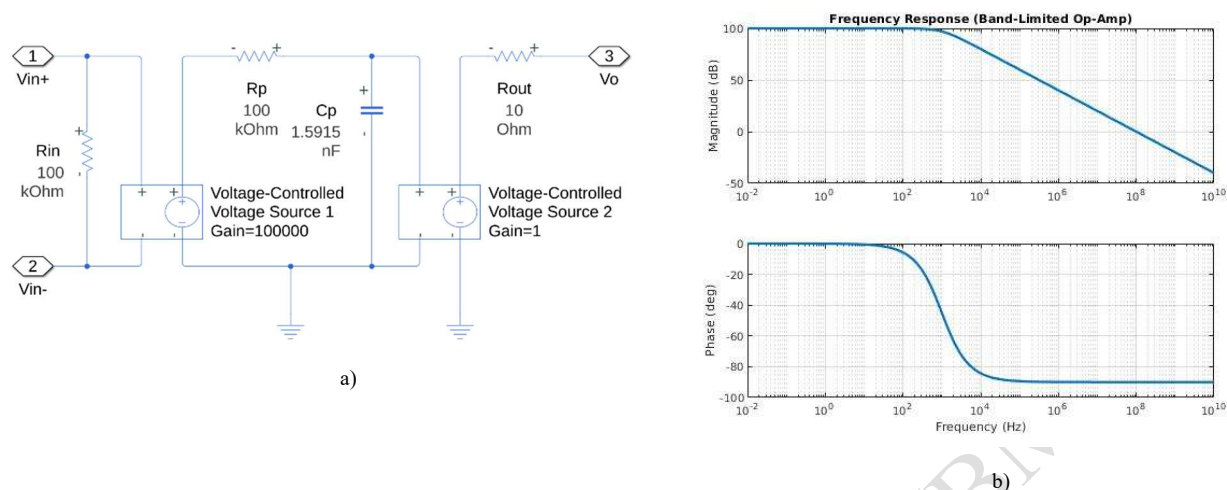 1
Vin+
Rin
100
kOhm
2
Vin-
Rp
100
kOhm
Cp
1.5915
nF
Voltage-Controlled
Voltage Source 1
Gain=100000
Rout
10
Ohm
3
Vo
Voltage-Controlled
Voltage Source 2
Gain=1
a)
Frequency Response (Band-Limited Op-Amp)
Magnitude (dB)
100
50
0
-50
10^-2 10^0 10^2 10^4 10^6 10^8 10^10
Phase (deg)
0
-20
-40
-60
-80
-100
10^-2 10^0 10^2 10^4 10^6 10^8 10^10
Frequency (Hz)
b)